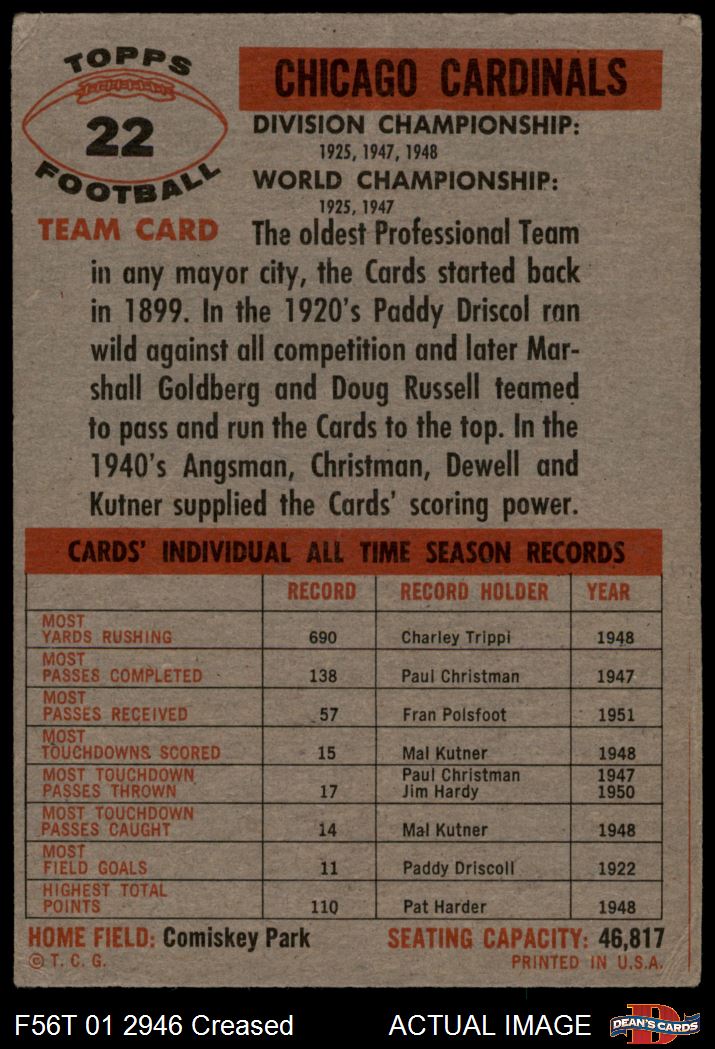 TOPPS
22
FOOTBALL
TEAM CARD
CHICAGO CARDINALS
DIVISION CHAMPIONSHIP:
1925, 1947, 1948
WORLD CHAMPIONSHIP:
1925, 1947
The oldest Professional Team
in any mayor city, the Cards started back
in 1899. In the 1920's Paddy Driscol ran
wild against all competition and later Mar-
shall Goldberg and Doug Russell teamed
to pass and run the Cards to the top. In the
1940's Angsman, Christman, Dewell and
Kutner supplied the Cards' scoring power.
CARDS' INDIVIDUAL ALL TIME SEASON RECORDS
RECORD RECORD HOLDER YEAR
MOST
YARDS RUSHING 690 Charley Trippi 1948
MOST
PASSES COMPLETED 138 Paul Christman 1947
MOST
PASSES RECEIVED 57 Fran Polsfoot 1951
MOST
TOUCHDOWNS SCORED 15 Mal Kutner 1948
MOST TOUCHDOWN Paul Christman 1947
PASSES THROWN 17 Jim Hardy 1950
MOST TOUCHDOWN
PASSES CAUGHT 14 Mal Kutner 1948
MOST
FIELD GOALS 11 Paddy Driscoll 1922
HIGHEST TOTAL
POINTS 110 Pat Harder 1948
HOME FIELD: Comiskey Park SEATING CAPACITY: 46,817
© T. C. G. PRINTED IN U.S.A.
F56T 01 2946 Creased ACTUAL IMAGE D DEAN'S CARDS